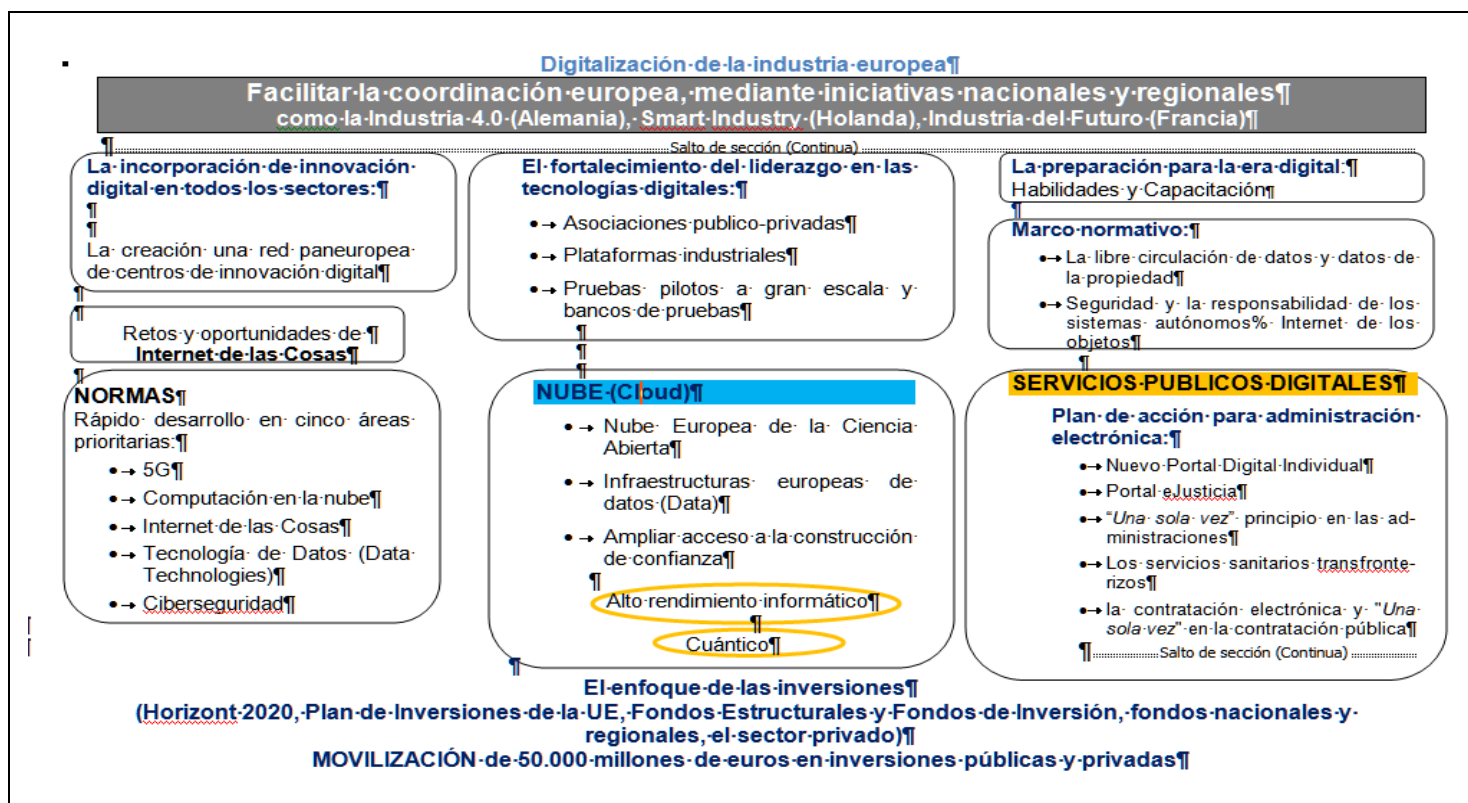 Digitalización de la industria europea¶
Facilitar la coordinación europea, mediante iniciativas nacionales y regionales¶
como la Industria 4.0 (Alemania), Smart Industry (Holanda), Industria del Futuro (Francia)¶
¶
Salto de sección (Continua)
La incorporación de innovación
digital en todos los sectores:¶
¶
¶
La creación una red paneuropea
de centros de innovación digital¶
¶
¶
Retos y oportunidades de ¶
Internet de las Cosas¶
¶
NORMAS¶
Rápido desarrollo en cinco áreas
prioritarias:¶
•→ 5G¶
•→ Computación en la nube¶
•→ Internet de las Cosas¶
•→ Tecnología de Datos (Data
Technologies)¶
•→ Ciberseguridad¶
El fortalecimiento del liderazgo en las
tecnologías digitales:¶
•→ Asociaciones publico-privadas¶
•→ Plataformas industriales¶
•→ Pruebas pilotos a gran escala y
bancos de pruebas¶
¶
¶
¶
NUBE (Cloud)¶
•→ Nube Europea de la Ciencia
Abierta¶
•→ Infraestructuras europeas de
datos (Data)¶
•→ Ampliar acceso a la construcción
de confianza¶
¶
Alto rendimiento informático¶
¶
Cuántico¶
¶
La preparación para la era digital:¶
Habilidades y Capacitación¶
¶
Marco normativo:¶
•→ La libre circulación de datos y datos de
la propiedad¶
•→ Seguridad y la responsabilidad de los
sistemas autónomos% Internet de los
objetos¶
¶
SERVICIOS PUBLICOS DIGITALES¶
Plan de acción para administración
electrónica:¶
•→ Nuevo Portal Digital Individual¶
•→ Portal eJusticia¶
•→ “Una sola vez” principio en las ad-
ministraciones¶
•→ Los servicios sanitarios transfronte-
rizos¶
•→ la contratación electrónica y "Una
sola vez" en la contratación pública¶
¶ Salto de sección (Continua)
El enfoque de las inversiones¶
(Horizont 2020, Plan de Inversiones de la UE, Fondos Estructurales y Fondos de Inversión, fondos nacionales y
regionales, el sector privado)¶
MOVILIZACIÓN de 50.000 millones de euros en inversiones públicas y privadas¶